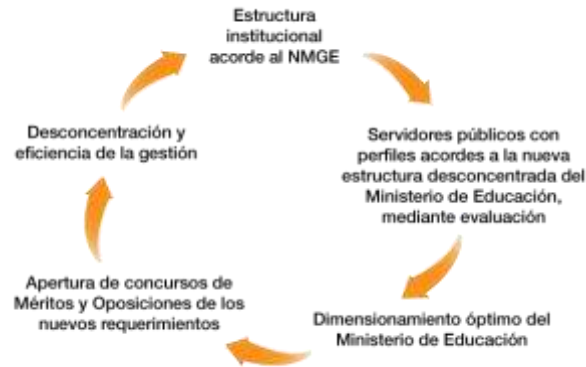 Estructura
institucional
acorde al NMGE
Servidores públicos con
perfiles acordes a la nueva
estructura desconcentrada del
Ministerio de Educación,
mediante evaluación
Dimensionamiento óptimo del
Ministerio de Educación
Apertura de concursos de
Méritos y Oposiciones de los
nuevos requerimientos
Desconcentración y
eficiencia de la gestión